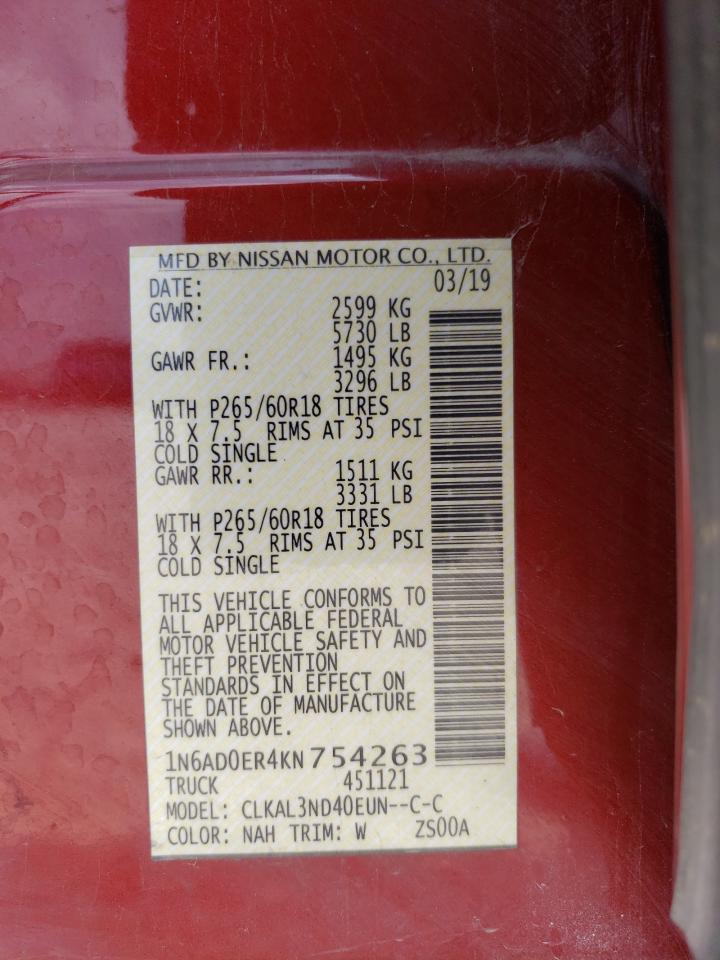 MFD BY NISSAN MOTOR CO., LTD.
DATE: 03/19
GVWR: 2599 KG
5730 LB
GAWR FR.: 1495 KG
3296 LB
WITH P265/60R18 TIRES
18 X 7.5 RIMS AT 35 PSI
COLD SINGLE
GAWR RR.: 1511 KG
3331 LB
WITH P265/60R18 TIRES
18 X 7.5 RIMS AT 35 PSI
COLD SINGLE
THIS VEHICLE CONFORMS TO
ALL APPLICABLE FEDERAL
MOTOR VEHICLE SAFETY AND
THEFT PREVENTION
STANDARDS IN EFFECT ON
THE DATE OF MANUFACTURE
SHOWN ABOVE.
1N6AD0ER4KN754263
TRUCK 451121
MODEL: CLKAL3ND40EUN--C-C
COLOR: NAH TRIM: W ZS00A